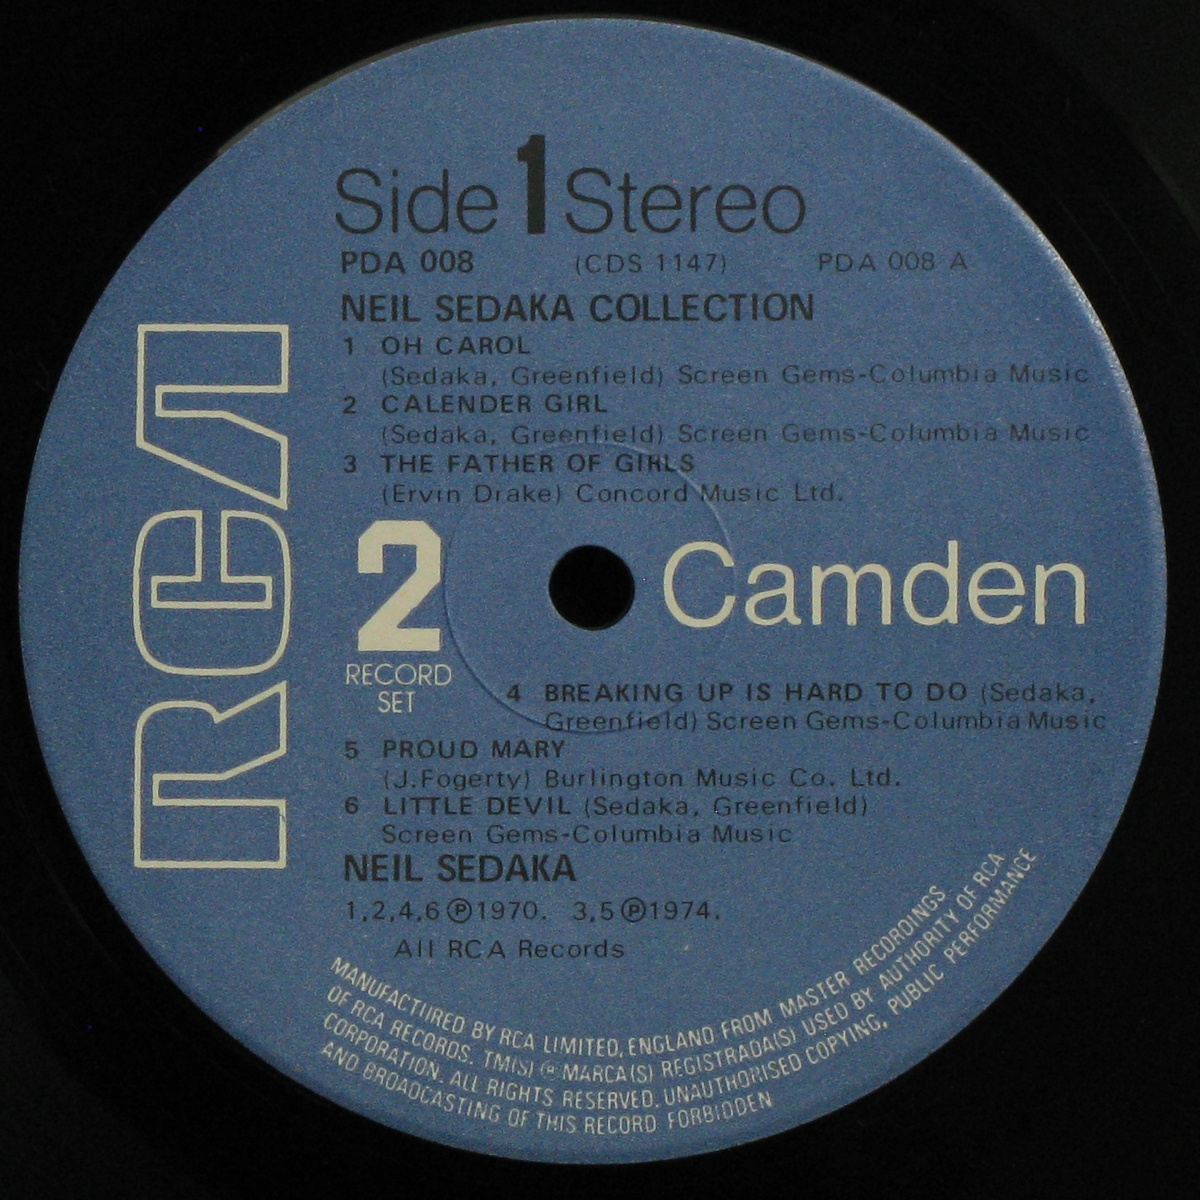 Side 1 Stereo
PDA 008 (CDS 1147) PDA 008 A
NEIL SEDAKA COLLECTION
1 OH CAROL
(Sedaka, Greenfield) Screen Gems-Columbia Music
2 CALENDER GIRL
(Sedaka, Greenfield) Screen Gems-Columbia Music
3 THE FATHER OF GIRLS
(Ervin Drake) Concord Music Ltd.
RCA
2
RECORD
SET
Camden
4 BREAKING UP IS HARD TO DO (Sedaka,
Greenfield) Screen Gems-Columbia Music
5 PROUD MARY
(J.Fogerty) Burlington Music Co. Ltd.
6 LITTLE DEVIL (Sedaka, Greenfield)
Screen Gems-Columbia Music
NEIL SEDAKA
1,2,4,6 ℗ 1970. 3,5 ℗ 1974.
All RCA Records
MANUFACTURED BY RCA LIMITED, ENGLAND FROM MASTER RECORDINGS
OF RCA RECORDS. TM(S) ® MARCA(S) REGISTRADA(S) USED BY AUTHORITY OF RCA
CORPORATION. ALL RIGHTS RESERVED. UNAUTHORISED COPYING, PUBLIC PERFORMANCE
AND BROADCASTING OF THIS RECORD FORBIDDEN